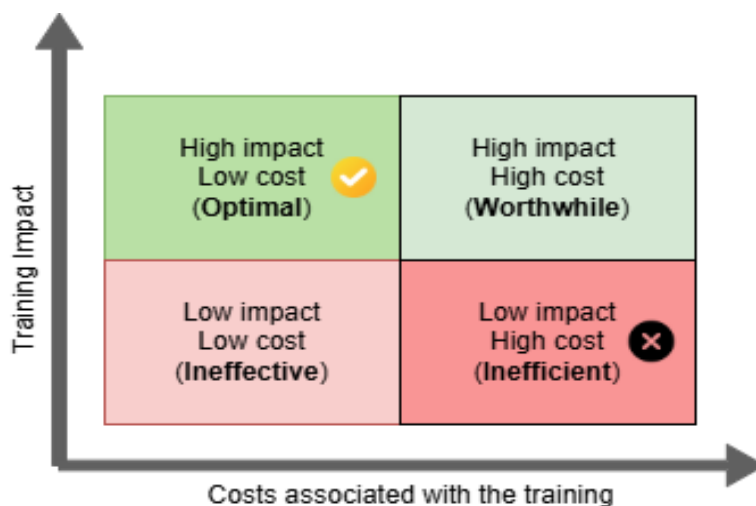 Training Impact
High impact
Low cost
(Optimal)
High impact
High cost
(Worthwhile)
Low impact
Low cost
(Ineffective)
Low impact
High cost
(Inefficient)
Costs associated with the training